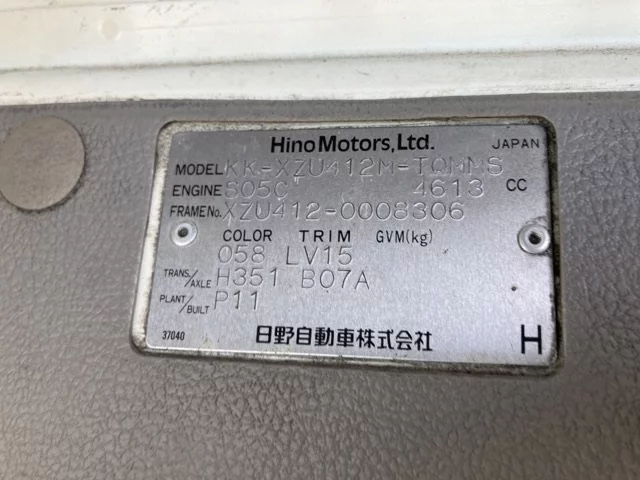 Hino Motors, Ltd. JAPAN
MODEL KK-XZU412M-TQMMS
ENGINE S05C 4613 CC
FRAME No. XZU412-0008306
COLOR TRIM GVM(kg)
058 LV15
TRANS./AXLE H351 B07A
PLANT/BUILT P11
37040 日野自動車株式会社 H